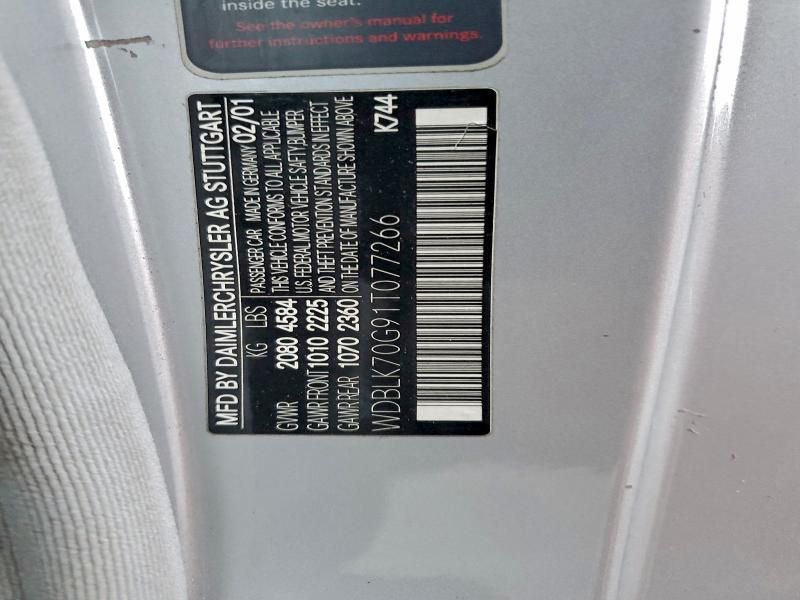 inside the seat.
See the owner's manual for
further instructions and warnings.
MFD BY DAIMLERCHRYSLER AG STUTTGART
KG LBS PASSENGER CAR MADE IN GERMANY 02/01
GVWR 2080 4584 THIS VEHICLE CONFORMS TO ALL APPLICABLE
U.S. FEDERAL MOTOR VEHICLE SAFETY, BUMPER
GAWR FRONT 1010 2225 AND THEFT PREVENTION STANDARDS IN EFFECT
GAWR REAR 1070 2360 ON THE DATE OF MANUFACTURE SHOWN ABOVE
WDBLK70G91T077266 K744